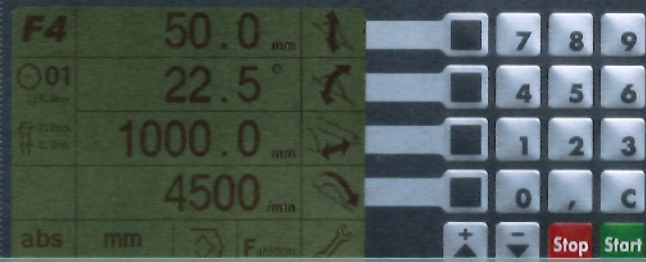 F4 50.0 mm 7 8 9
01 22.5° 4 5 6
1000.0 mm 1 2 3
4500 /min 0 , C
abs mm + - Stop Start